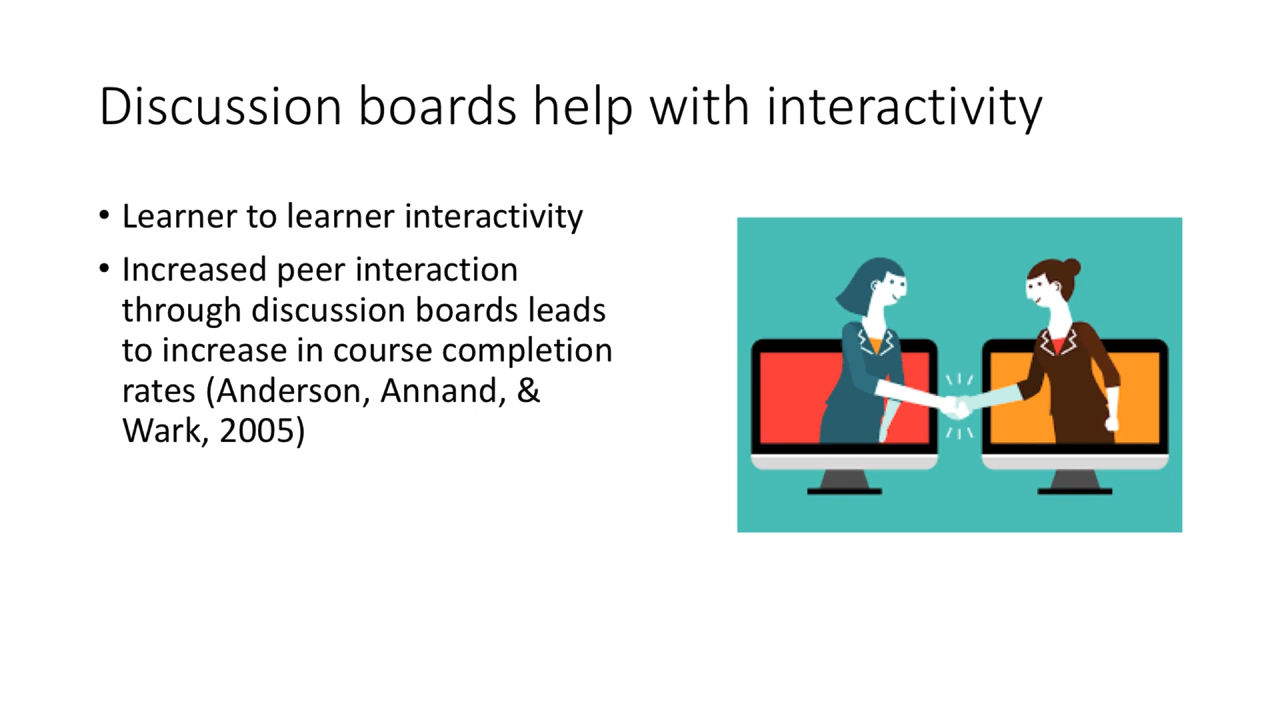 Discussion boards help with interactivity
• Learner to learner interactivity
• Increased peer interaction
through discussion boards leads
to increase in course completion
rates (Anderson, Annand, &
Wark, 2005)